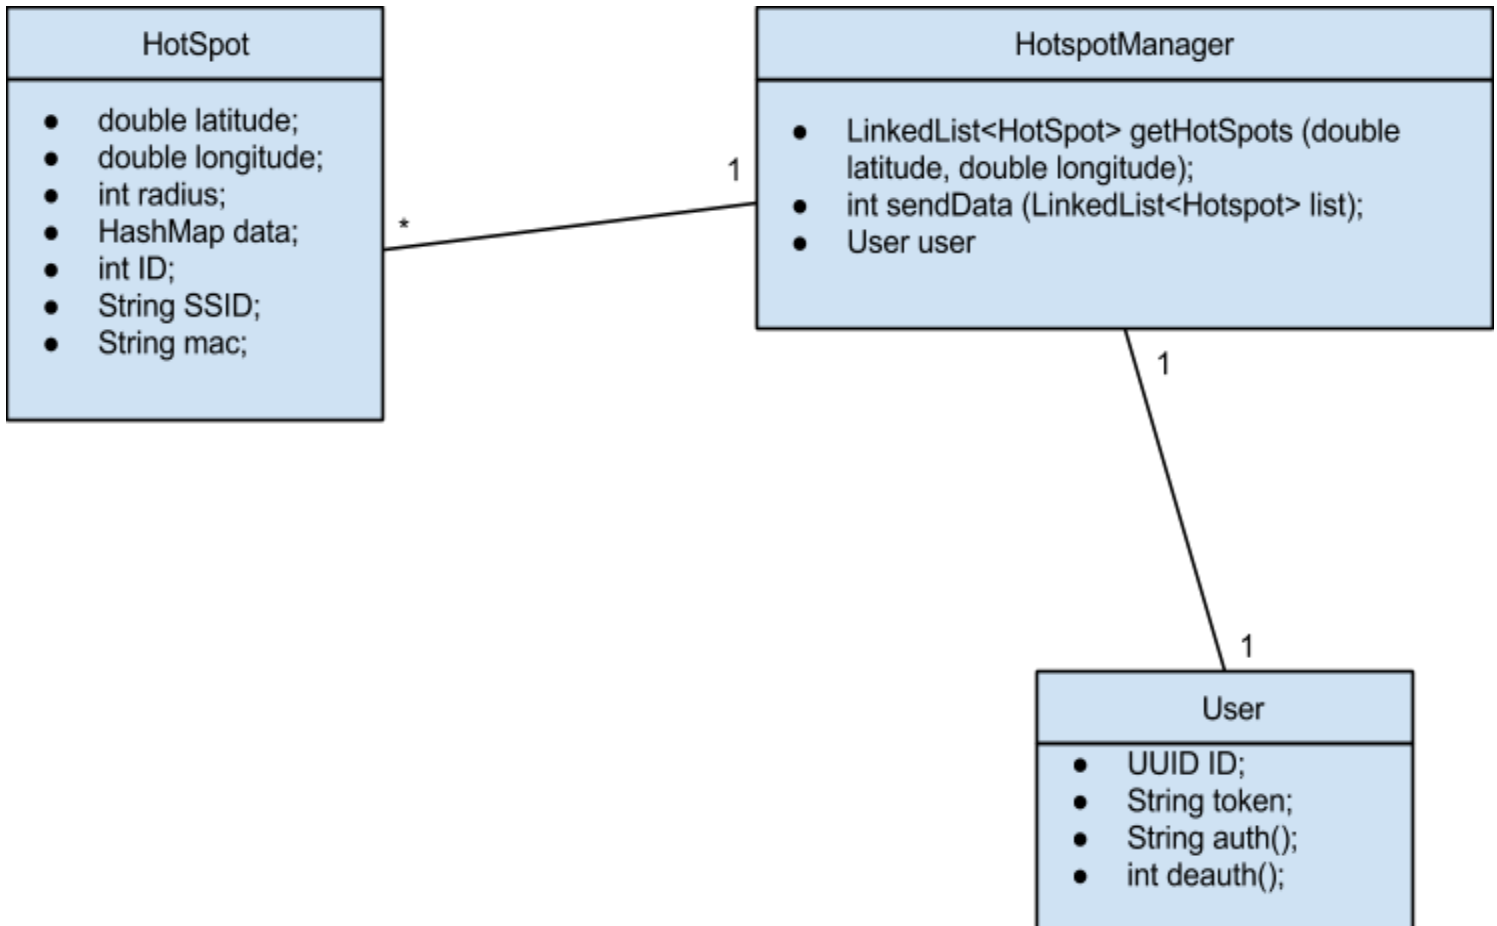 HotSpot
● double latitude;
● double longitude;
● int radius;
● HashMap data;
● int ID;
● String SSID;
● String mac;
*
1
HotspotManager
● LinkedList<HotSpot> getHotSpots (double
latitude, double longitude);
● int sendData (LinkedList<Hotspot> list);
● User user
1
1
User
● UUID ID;
● String token;
● String auth();
● int deauth();